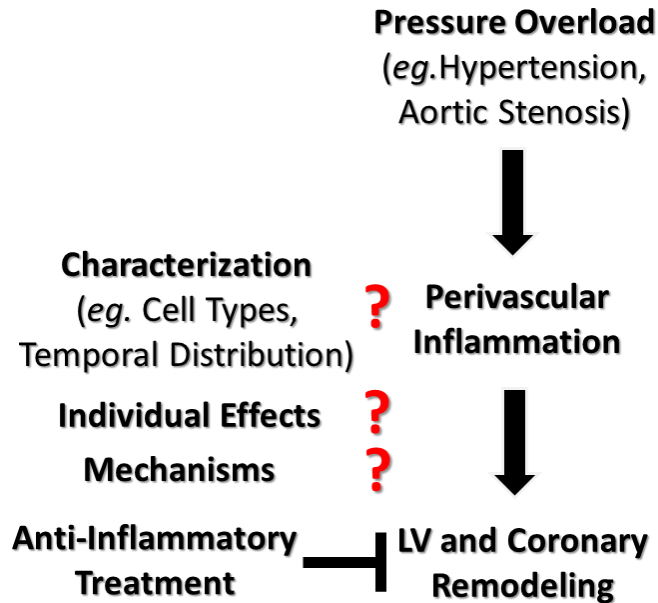 Pressure Overload
(eg.Hypertension,
Aortic Stenosis)
Characterization
(eg. Cell Types,
Temporal Distribution)
?
Perivascular
Inflammation
Individual Effects
?
Mechanisms
?
Anti-Inflammatory
Treatment
LV and Coronary
Remodeling